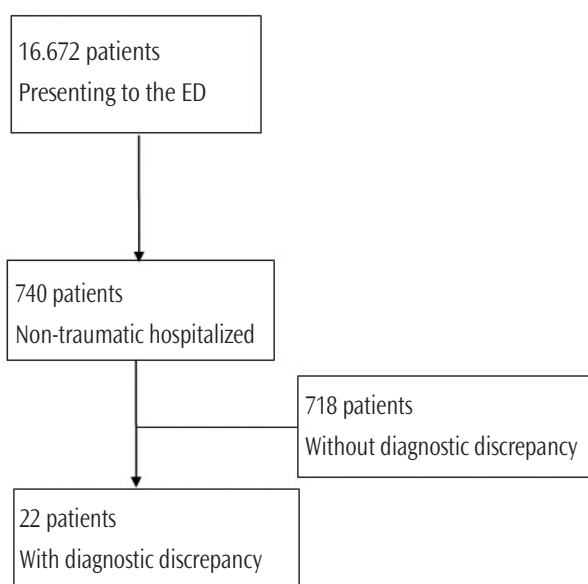 16.672 patients
Presenting to the ED
740 patients
Non-traumatic hospitalized
718 patients
Without diagnostic discrepancy
22 patients
With diagnostic discrepancy